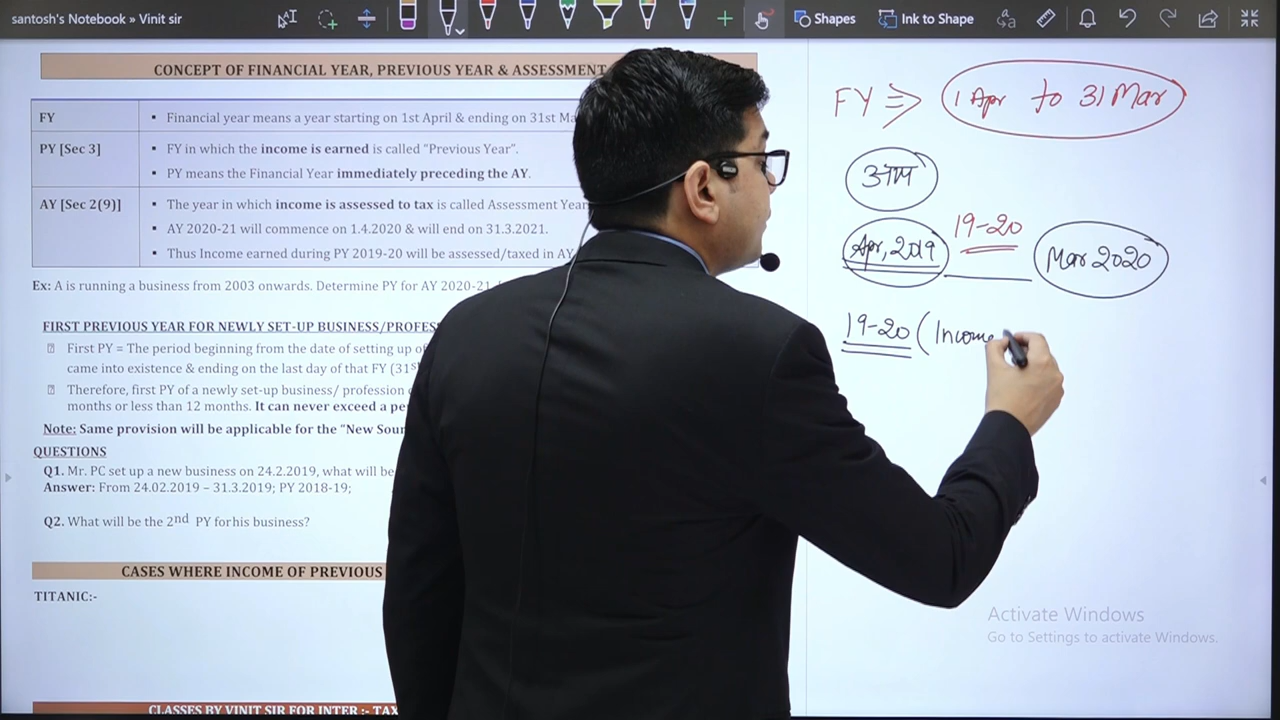 santosh's Notebook » Vinit sir
Shapes
Ink to Shape
CONCEPT OF FINANCIAL YEAR, PREVIOUS YEAR & ASSESSMENT
FY
▪ Financial year means a year starting on 1st April & ending on 31st Ma
PY [Sec 3]
▪ FY in which the income is earned is called "Previous Year".
▪ PY means the Financial Year immediately preceding the AY.
AY [Sec 2(9)]
▪ The year in which income is assessed to tax is called Assessment Year
▪ AY 2020-21 will commence on 1.4.2020 & will end on 31.3.2021.
▪ Thus Income earned during PY 2019-20 will be assessed/taxed in AY
Ex: A is running a business from 2003 onwards. Determine PY for AY 2020-21
FIRST PREVIOUS YEAR FOR NEWLY SET-UP BUSINESS/PROFES
First PY = The period beginning from the date of setting up of
came into existence & ending on the last day of that FY (31s
Therefore, first PY of a newly set-up business/ profession
months or less than 12 months. It can never exceed a pe
Note: Same provision will be applicable for the "New Sour
QUESTIONS
Q1. Mr. PC set up a new business on 24.2.2019, what will be
Answer: From 24.02.2019 – 31.3.2019; PY 2018-19;
Q2. What will be the 2nd PY forhis business?
CASES WHERE INCOME OF PREVIOUS
TITANIC:-
CLASSES BY VINIT SIR FOR INTER :- TAX
FY ⇒ 1 Apr to 31 Mar
Apr, 2019 19-20 Mar 2020
19-20 (Income
Activate Windows
Go to Settings to activate Windows.